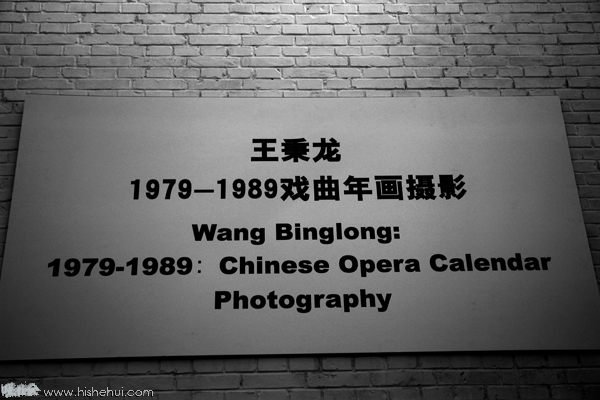 王秉龙
1979—1989戏曲年画摄影
Wang Binglong:
1979-1989：Chinese Opera Calendar
Photography
www.hishehui.com